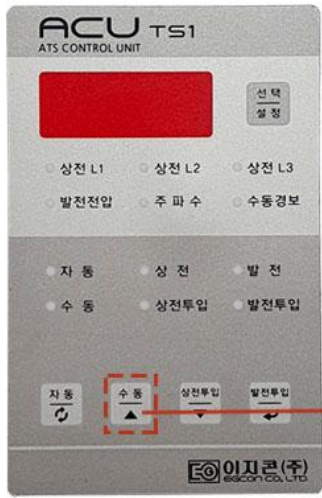 ACU TS1
ATS CONTROL UNIT
선택
설정
상전 L1 상전 L2 상전 L3
발전전압 주 파 수 수동경보
자 동 상 전 발 전
수 동 상전투입 발전투입
자 동 수 동 상전투입 발전투입
EG 이지콘(주)
EGCON CO., LTD